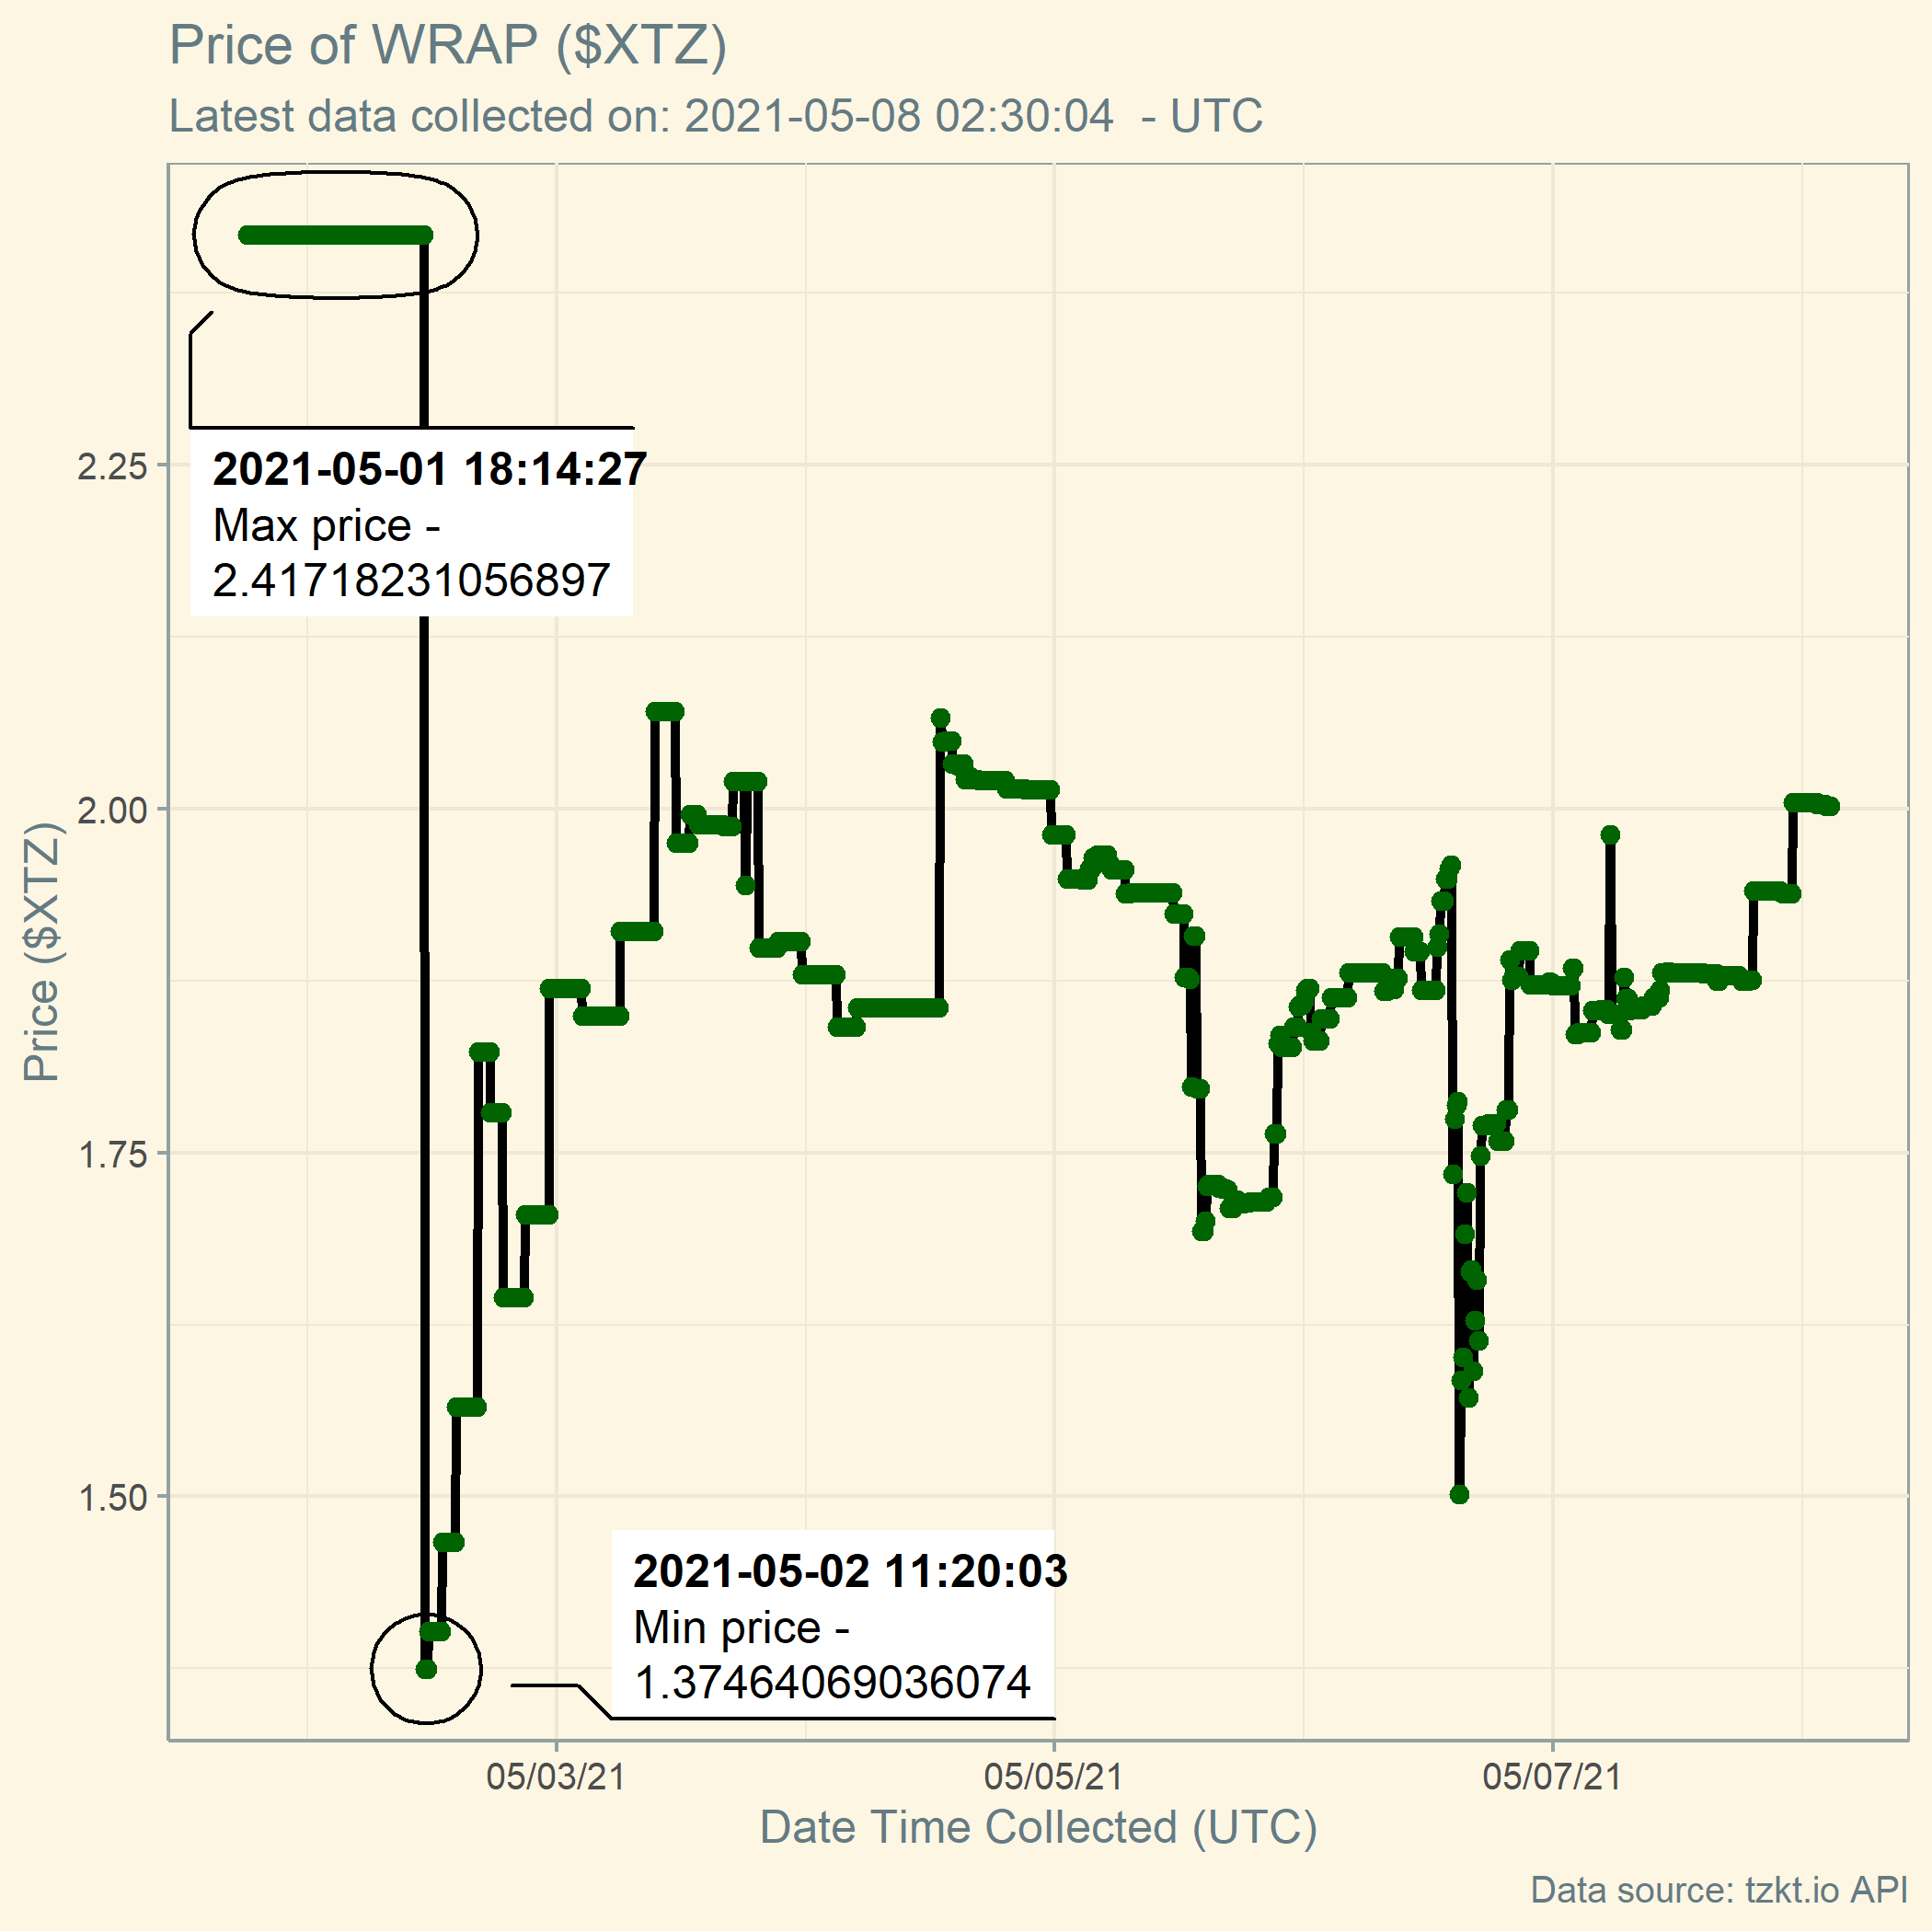 Price of WRAP ($XTZ)
Latest data collected on: 2021-05-08 02:30:04  - UTC
2021-05-01 18:14:27
Max price -
2.41718231056897
2021-05-02 11:20:03
Min price -
1.37464069036074
Price ($XTZ)
2.25
2.00
1.75
1.50
05/03/21
05/05/21
05/07/21
Date Time Collected (UTC)
Data source: tzkt.io API